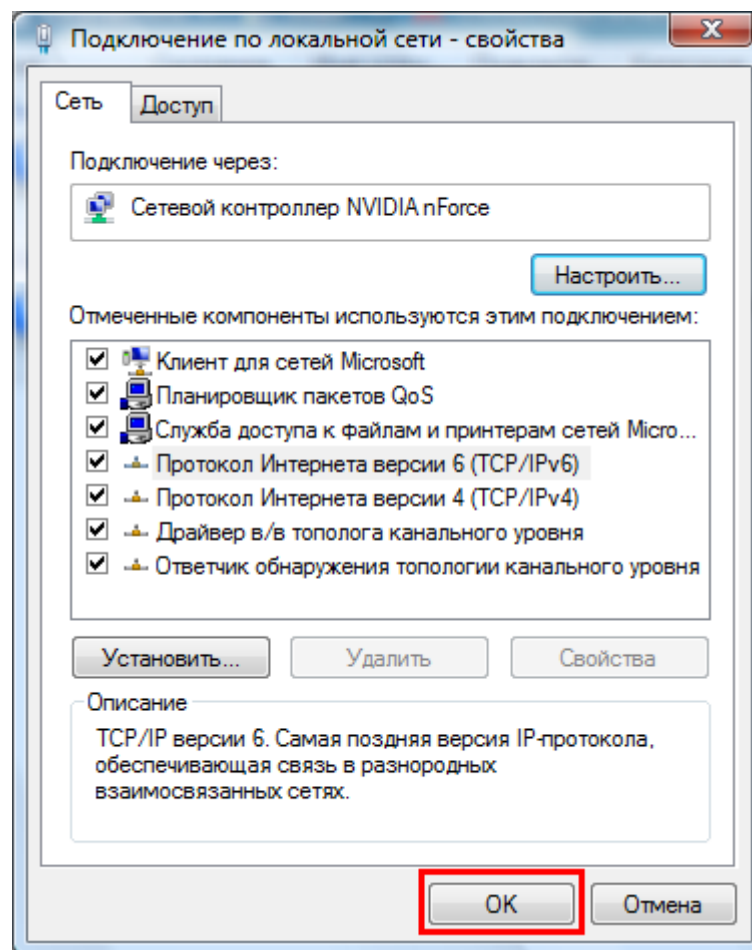 Подключение по локальной сети - свойства
Сеть
Доступ
Подключение через:
Сетевой контроллер NVIDIA nForce
Настроить...
Отмеченные компоненты используются этим подключением:
Клиент для сетей Microsoft
Планировщик пакетов QoS
Служба доступа к файлам и принтерам сетей Micro...
Протокол Интернета версии 6 (TCP/IPv6)
Протокол Интернета версии 4 (TCP/IPv4)
Драйвер в/в тополога канального уровня
Ответчик обнаружения топологии канального уровня
Установить...
Удалить
Свойства
Описание
TCP/IP версии 6. Самая поздняя версия IP-протокола,
обеспечивающая связь в разнородных
взаимосвязанных сетях.
OK
Отмена